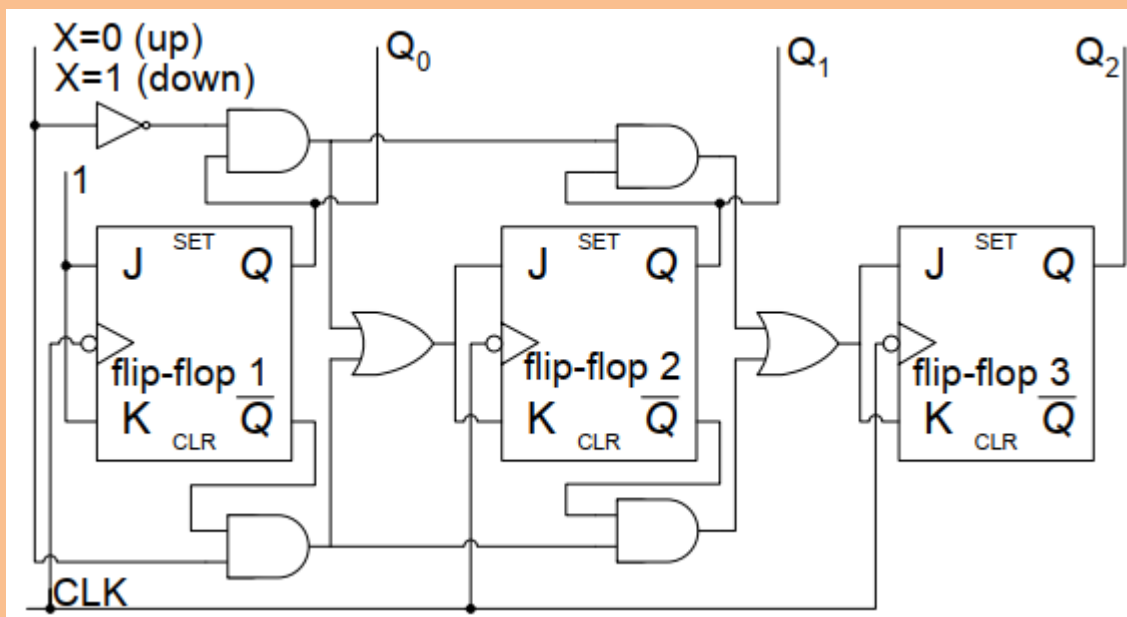 X=0 (up)
X=1 (down)
Q0
Q1
Q2
1
SET
J Q
flip-flop 1
K Q̅
CLR
SET
J Q
flip-flop 2
K Q̅
CLR
SET
J Q
flip-flop 3
K Q̅
CLR
CLK